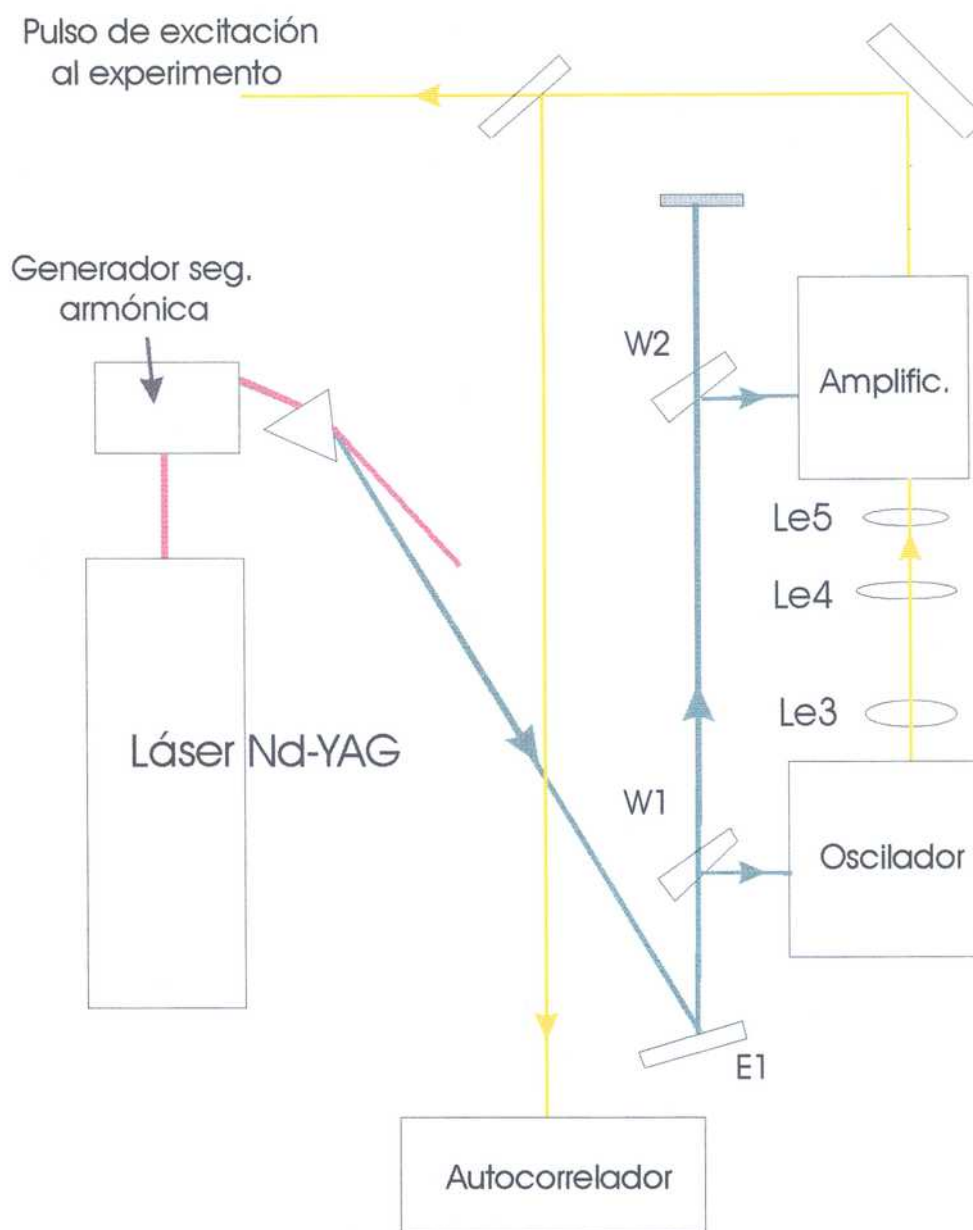 Pulso de excitación
al experimento
Generador seg.
armónica
W2
Amplific.
Le5
Le4
Le3
Láser Nd-YAG
W1
Oscilador
E1
Autocorrelador